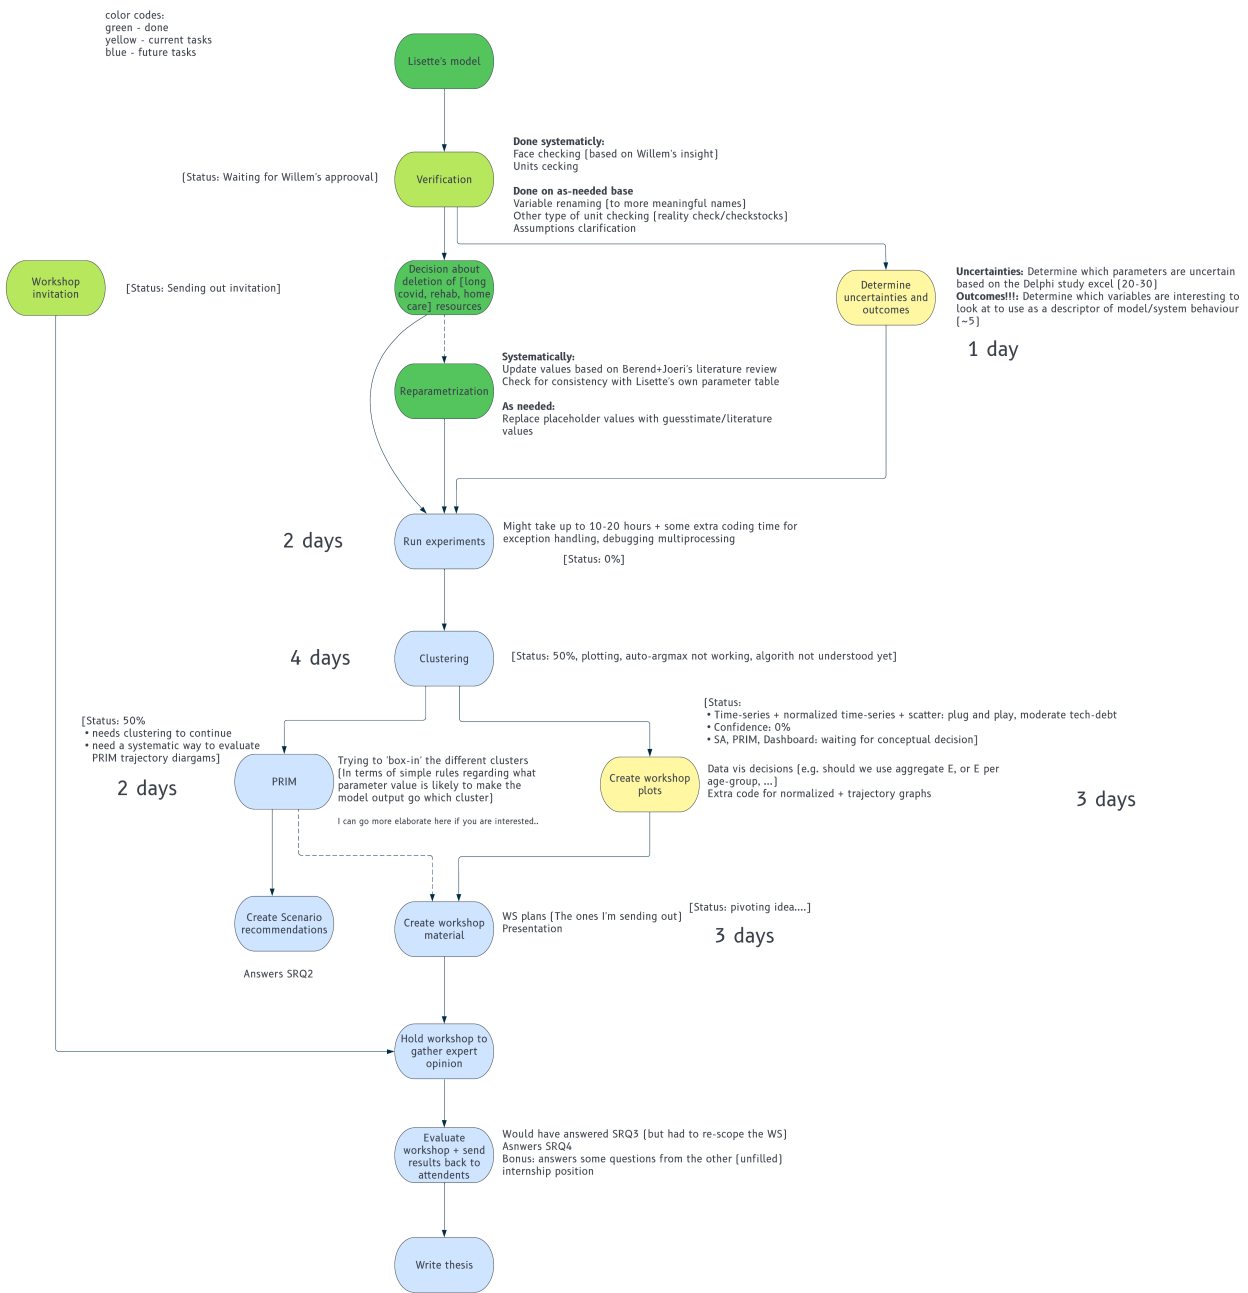 color codes:
green - done
yellow - current tasks
blue - future tasks
Lisette's model
Done systematicly:
Face checking [based on Willem's insight]
Units cecking
Done on as-needed base
Variable renaming [to more meaningful names]
Other type of unit checking [reality check/checkstocks]
Assumptions clarification
[Status: Waiting for Willem's approoval]
Verification
Workshop
invitation
[Status: Sending out invitation]
Decision about
deletion of [long
covid, rehab, home
care] resources
Determine
uncertainties and
outcomes
Uncertainties: Determine which parameters are uncertain
based on the Delphi study excel [20-30]
Outcomes!!!: Determine which variables are interesting to
look at to use as a descriptor of model/system behaviour
[~5]
1 day
Reparametrization
Systematically:
Update values based on Berend+Joeri's literature review
Check for consistency with Lisette's own parameter table
As needed:
Replace placeholder values with guesstimate/literature
values
2 days
Run experiments
Might take up to 10-20 hours + some extra coding time for
exception handling, debugging multiprocessing
[Status: 0%]
4 days
Clustering
[Status: 50%, plotting, auto-argmax not working, algorith not understood yet]
[Status: 50%
• needs clustering to continue
• need a systematic way to evaluate
PRIM trajectory diargams]
2 days
PRIM
Trying to 'box-in' the different clusters
[In terms of simple rules regarding what
parameter value is likely to make the
model output go which cluster]
I can go more elaborate here if you are interested..
[Status:
• Time-series + normalized time-series + scatter: plug and play, moderate tech-debt
• Confidence: 0%
• SA, PRIM, Dashboard: waiting for conceptual decision]
Create workshop
plots
Data vis decisions [e.g. should we use aggregate E, or E per
age-group, ...]
Extra code for normalized + trajectory graphs
3 days
Create Scenario
recommendations
Answers SRQ2
Create workshop
material
WS plans [The ones I'm sending out]
Presentation
[Status: pivoting idea....]
3 days
Hold workshop to
gather expert
opinion
Evaluate
workshop + send
results back to
attendents
Would have answered SRQ3 [but had to re-scope the WS]
Asnwers SRQ4
Bonus: answers some questions from the other [unfilled]
internship position
Write thesis